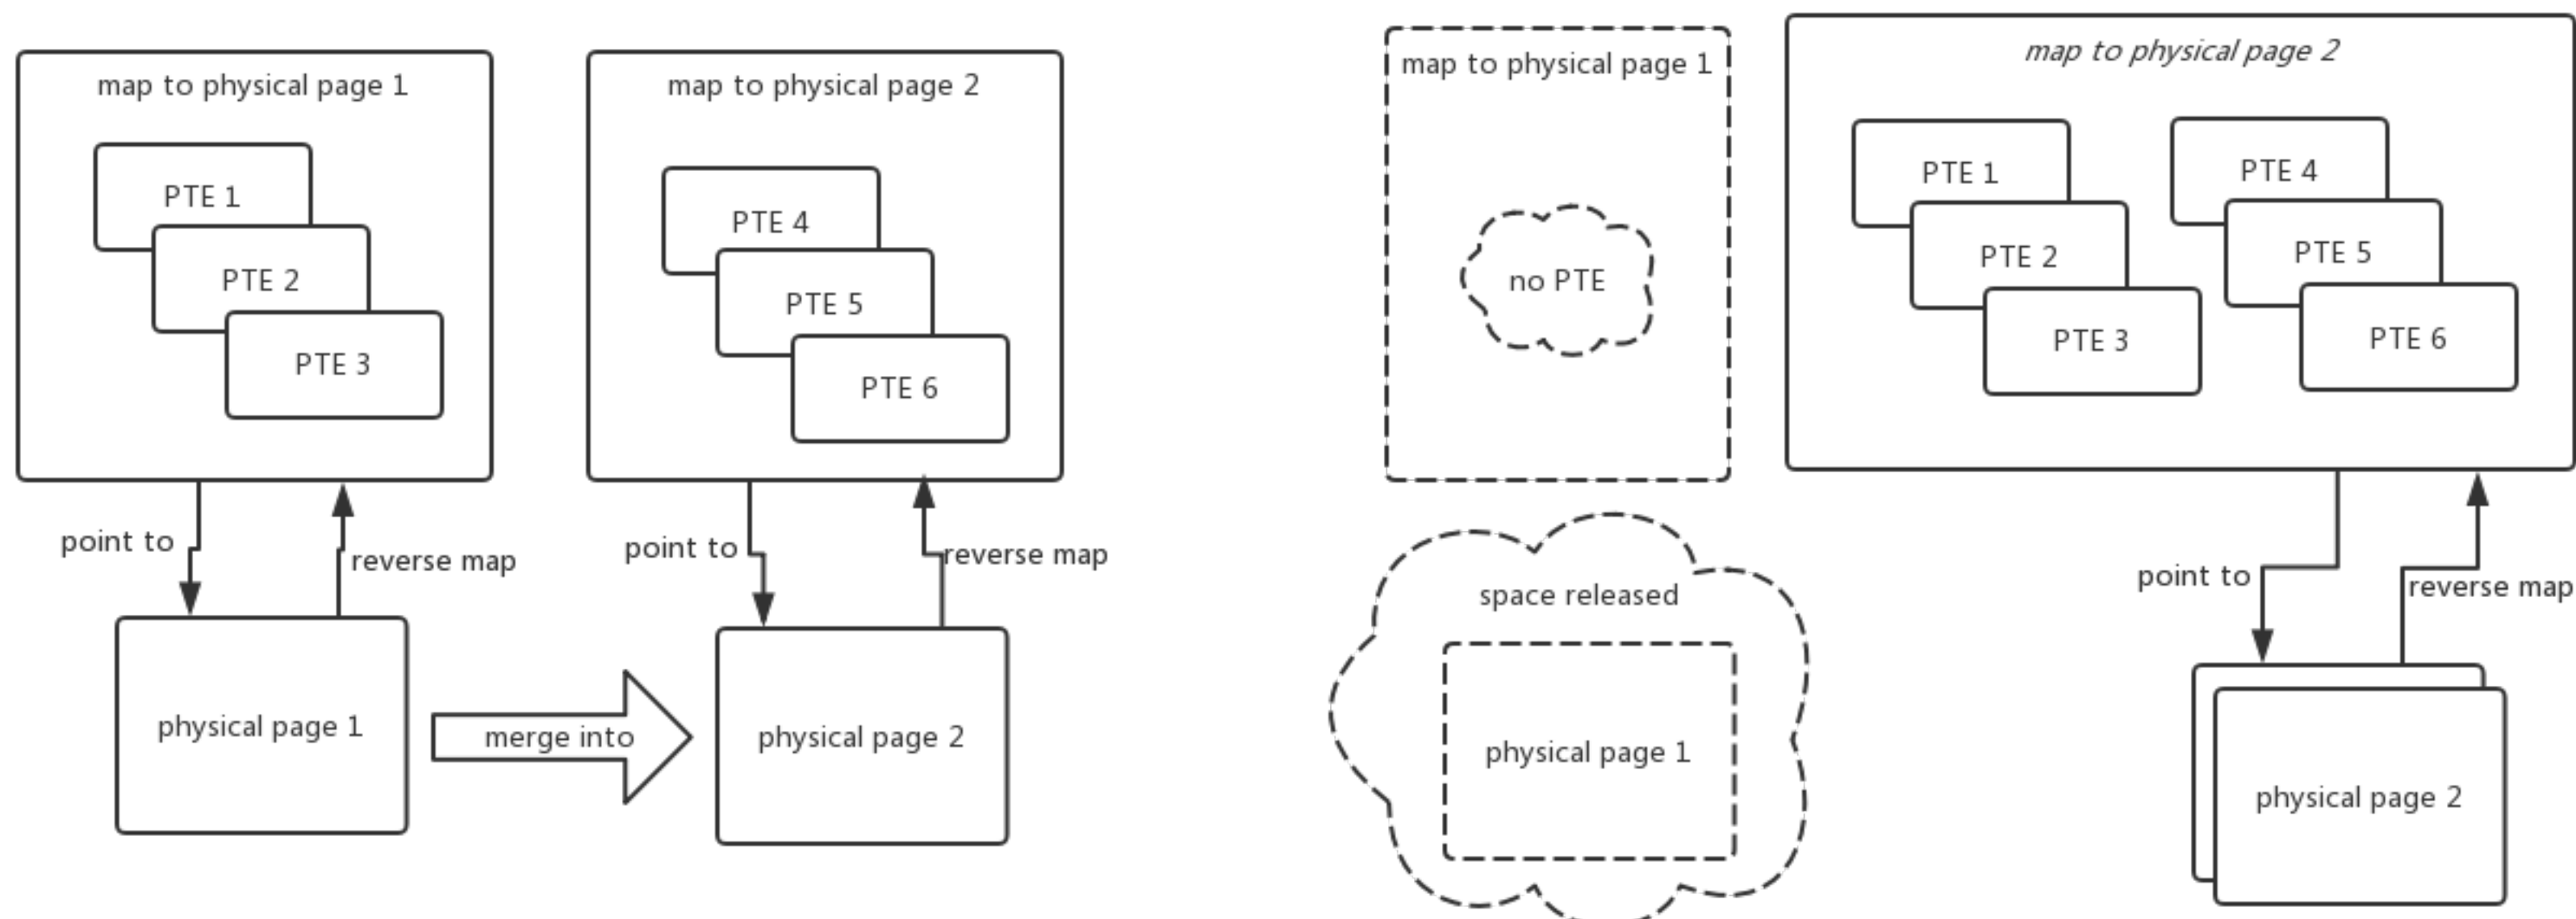 map to physical page 1
PTE 1
PTE 2
PTE 3
point to
reverse map
physical page 1
merge into
map to physical page 2
PTE 4
PTE 5
PTE 6
point to
reverse map
physical page 2
map to physical page 1
no PTE
space released
physical page 1
map to physical page 2
PTE 1
PTE 2
PTE 3
PTE 4
PTE 5
PTE 6
point to
reverse map
physical page 2